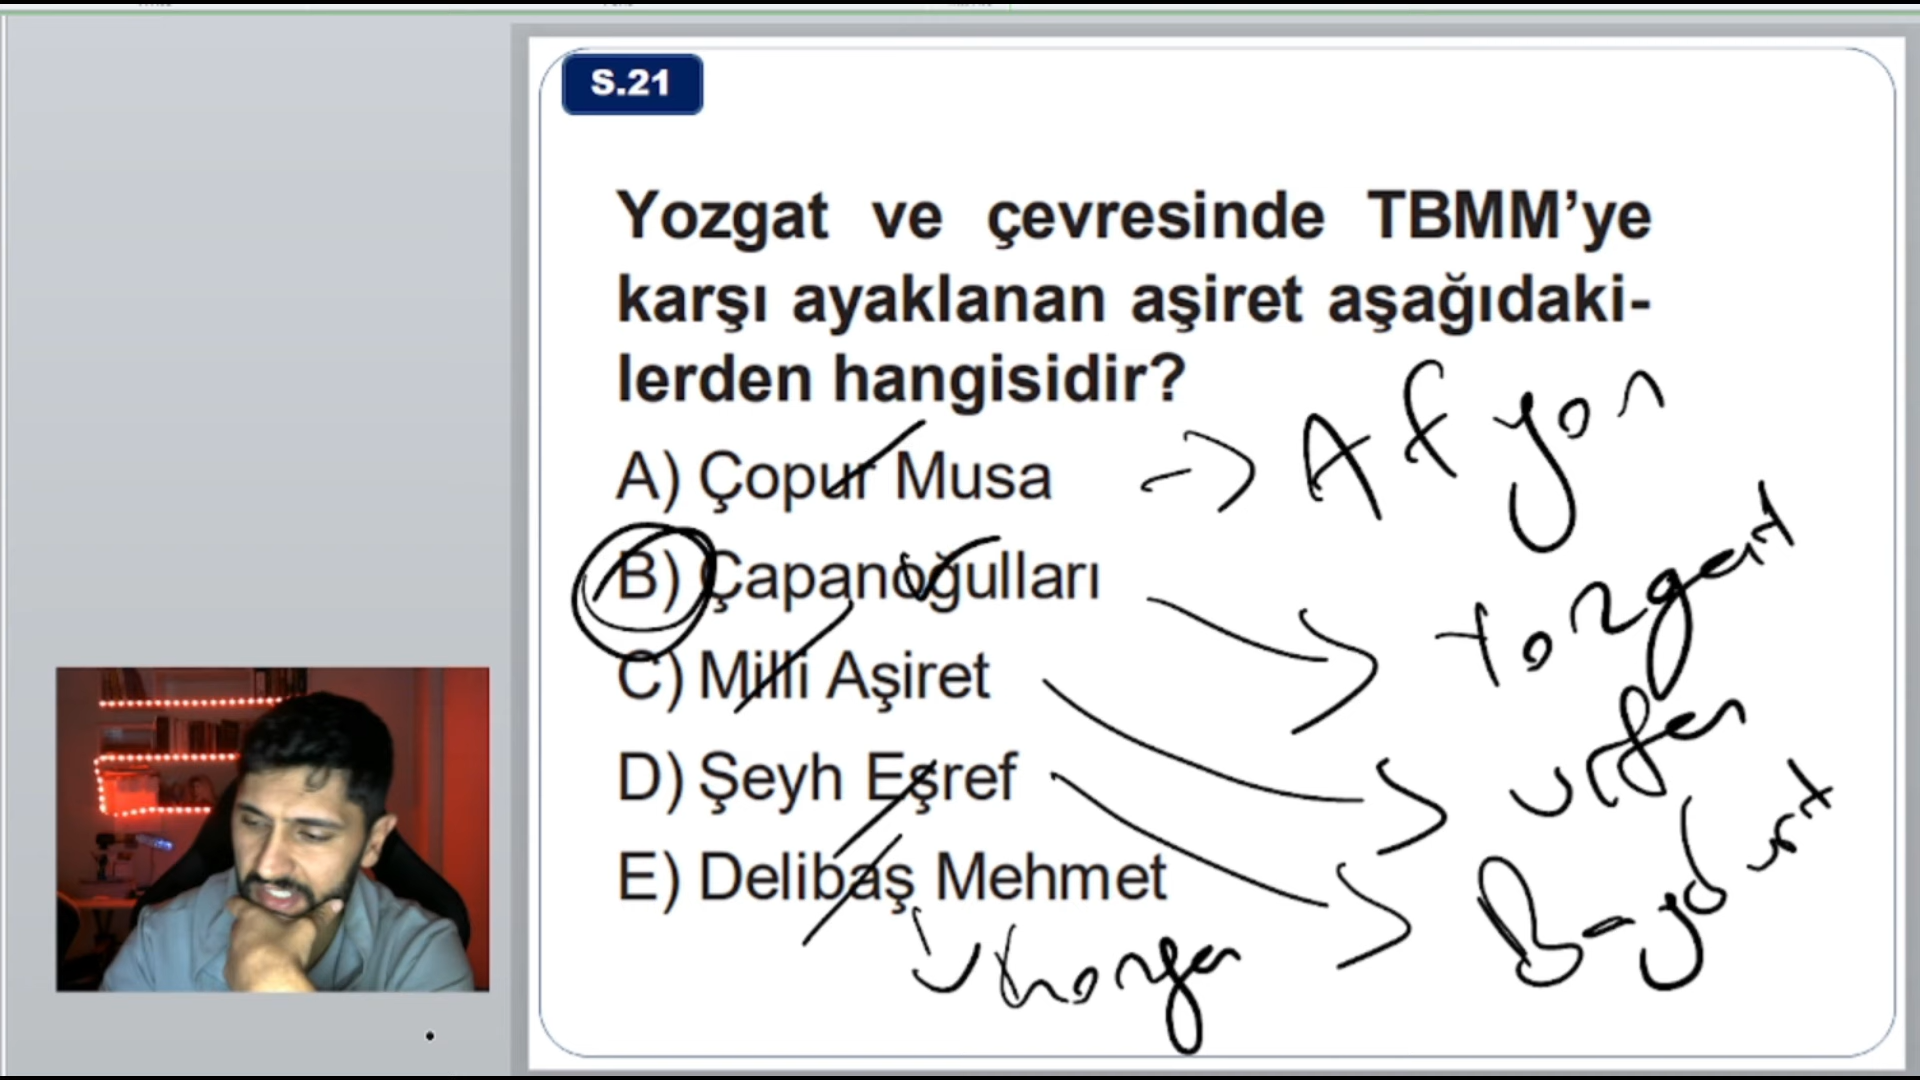 S.21
Yozgat ve çevresinde TBMM’ye
karşı ayaklanan aşiret aşağıdaki-
lerden hangisidir?
A) Çopur Musa Afyon
B) Çapanoğulları Yozgat
C) Milli Aşiret Urfa
D) Şeyh Eşref Bayburt
E) Delibaş Mehmet
Konya